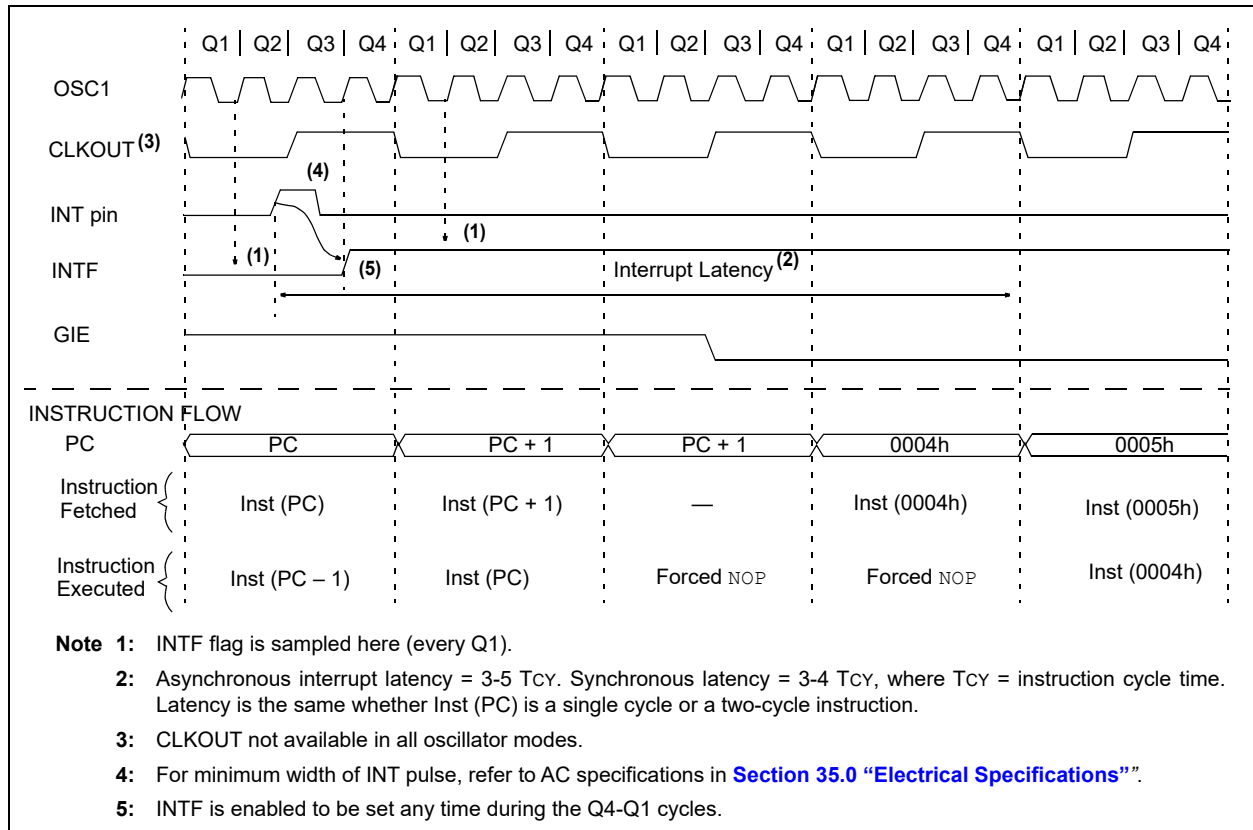 Q1 Q2 Q3 Q4 Q1 Q2 Q3 Q4 Q1 Q2 Q3 Q4 Q1 Q2 Q3 Q4 Q1 Q2 Q3 Q4
OSC1
CLKOUT (3)
(4)
INT pin
(1) (1)
INTF (5) Interrupt Latency (2)
GIE
INSTRUCTION FLOW
PC PC PC + 1 PC + 1 0004h 0005h
Instruction
Fetched Inst (PC) Inst (PC + 1) — Inst (0004h) Inst (0005h)
Instruction
Executed Inst (PC – 1) Inst (PC) Forced NOP Forced NOP Inst (0004h)
Note 1: INTF flag is sampled here (every Q1).
2: Asynchronous interrupt latency = 3-5 TCY. Synchronous latency = 3-4 TCY, where TCY = instruction cycle time.
Latency is the same whether Inst (PC) is a single cycle or a two-cycle instruction.
3: CLKOUT not available in all oscillator modes.
4: For minimum width of INT pulse, refer to AC specifications in Section 35.0 “Electrical Specifications””.
5: INTF is enabled to be set any time during the Q4-Q1 cycles.